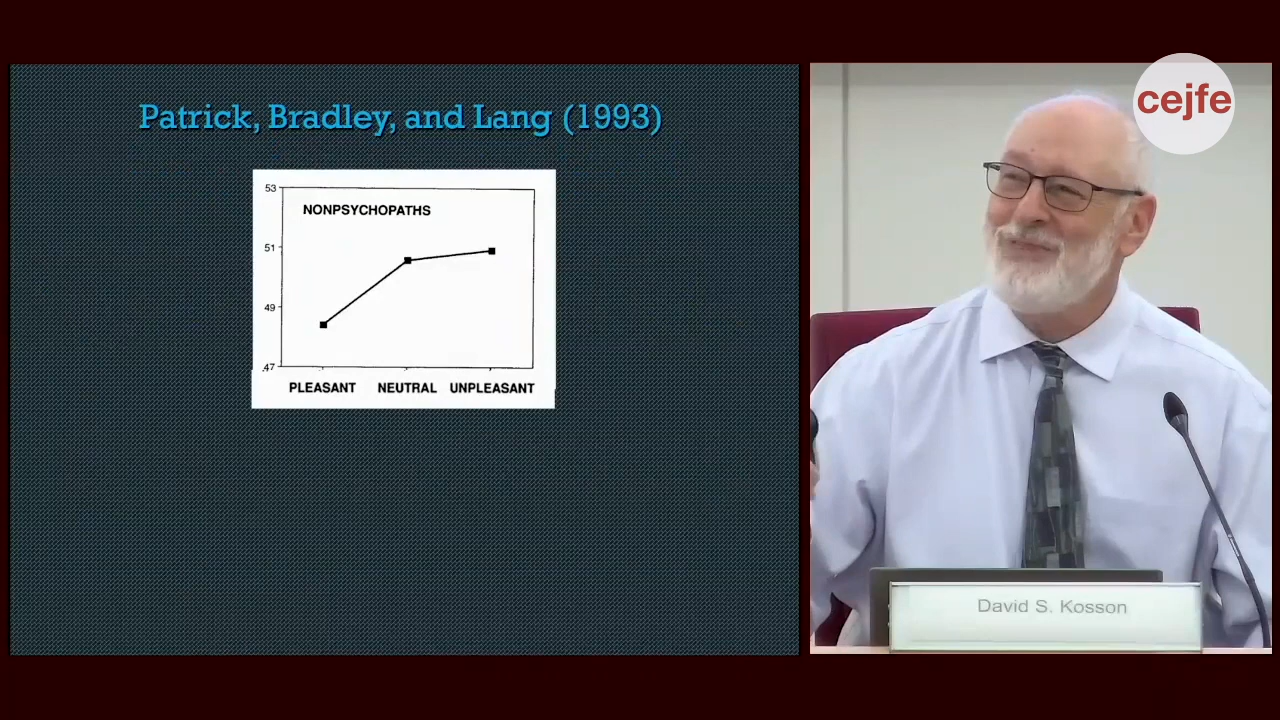 Patrick, Bradley, and Lang (1993)
53
NONPSYCHOPATHS
51
49
47
PLEASANT NEUTRAL UNPLEASANT
cejfe
David S. Kosson